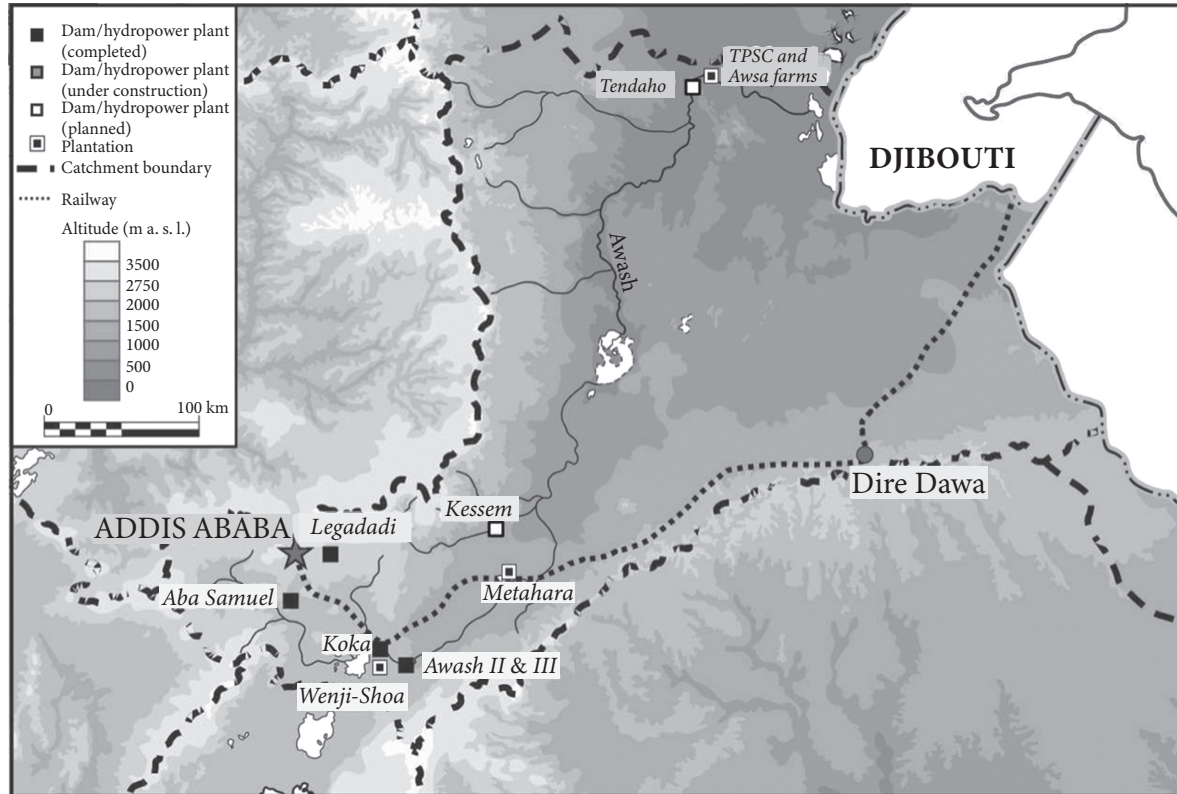 Dam/hydropower plant
(completed)
Dam/hydropower plant
(under construction)
Dam/hydropower plant
(planned)
Plantation
Catchment boundary
Railway
Altitude (m a. s. l.)
3500
2750
2000
1500
1000
500
0
0 100 km
TPSC and
Awsa farms
Tendaho
DJIBOUTI
Awash
Dire Dawa
Kessem
ADDIS ABABA
Legadadi
Metahara
Aba Samuel
Koka
Awash II & III
Wenji-Shoa